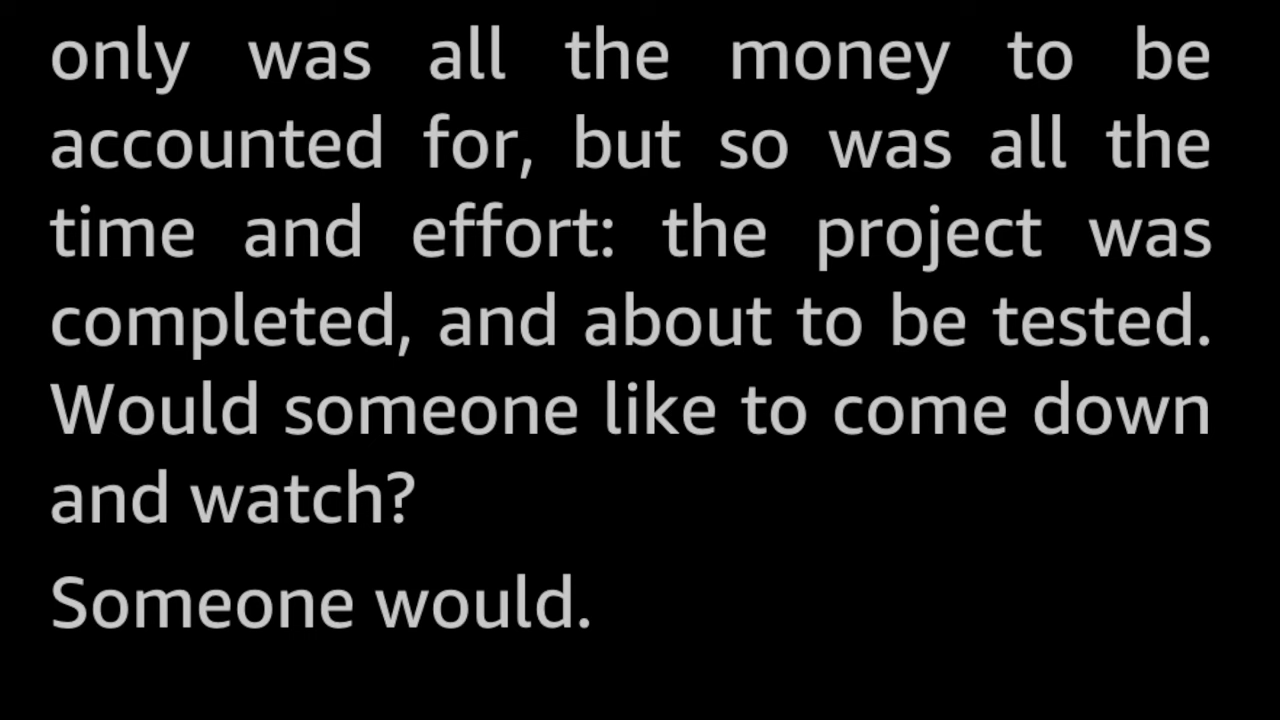 only was all the money to be
accounted for, but so was all the
time and effort: the project was
completed, and about to be tested.
Would someone like to come down
and watch?
Someone would.